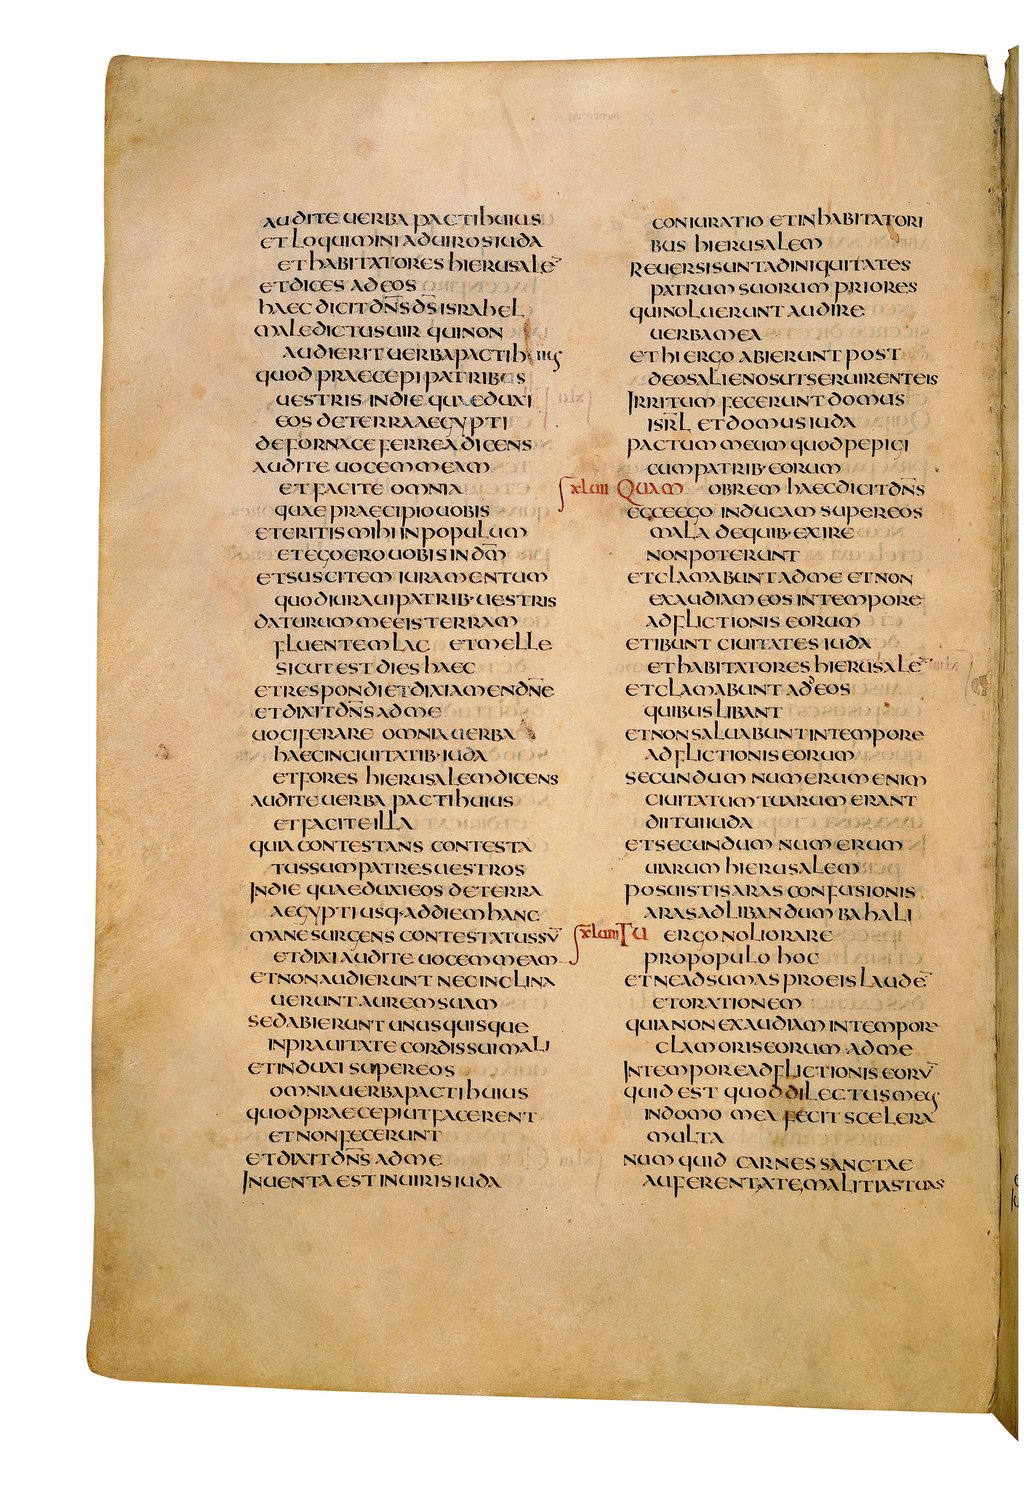 AUDITE UERBA PACTI HUIUS
ET LOQUIMINI AD UIROS IUDA
ET HABITATORES HIERUSALE̅
ET DICES AD EOS
HAEC DICIT DN̅S D̅S ISRAHEL
MALEDICTUS UIR QUI NON
AUDIERIT UERBA PACTI HUIUS
QUOD PRAECEPI PATRIBUS
UESTRIS IN DIE QUA EDUXI
EOS DE TERRA AEGYPTI
DE FORNACE FERREA DICENS
AUDITE UOCEM MEAM
ET FACITE OMNIA
QUAE PRAECIPIO UOBIS
ET ERITIS MIHI IN POPULUM
ET EGO ERO UOBIS IN DM̅
ET SUSCITEM IURAMENTUM
QUOD IURAUI PATRIB· UESTRIS
DATURUM ME EIS TERRAM
FLUENTEM LAC ET MELLE
SICUT EST DIES HAEC
ET RESPONDI ET DIXI AMEN DN̅E
ET DIXIT DN̅S AD ME
UOCIFERARE OMNIA UERBA
HAEC IN CIUITATIB· IUDA
ET FORES HIERUSALEM DICENS
AUDITE UERBA PACTI HUIUS
ET FACITE ILLA
QUIA CONTESTANS CONTESTA
TUS SUM PATRES UESTROS
IN DIE QUA EDUXI EOS DE TERRA
AEGYPTI USQ· AD DIEM HANC
MANE SURGENS CONTESTATUS SU̅
ET DIXI AUDITE UOCEM MEAM
ET NON AUDIERUNT NEC INCLINA
UERUNT AUREM SUAM
SED ABIERUNT UNUSQUISQUE
IN PRAUITATE CORDIS SUI MALI
ET INDUXI SUPER EOS
OMNIA UERBA PACTI HUIUS
QUOD PRAECEPI UT FACERENT
ET NON FECERUNT
ET DIXIT DN̅S AD ME
INUENTA EST IN UIRIS IUDA
CONIURATIO ET IN HABITATORI
BUS HIERUSALEM
REUERSI SUNT AD INIQUITATES
PATRUM SUORUM PRIORES
QUI NOLUERUNT AUDIRE
UERBA MEA
ET HI ERGO ABIERUNT POST
DEOS ALIENOS UT SERUIRENT EIS
IRRITUM FECERUNT DOMUS
ISRL̅ ET DOMUS IUDA
PACTUM MEUM QUOD PEPIGI
CUM PATRIB· EORUM
XLUII QUAM OB REM HAEC DICIT DN̅S
ECCE EGO INDUCAM SUPER EOS
MALA DE QUIB· EXIRE
NON POTERUNT
ET CLAMABUNT AD ME ET NON
EXAUDIAM EOS IN TEMPORE
ADFLICTIONIS EORUM
ET IBUNT CIUITATES IUDA
ET HABITATORES HIERUSALE̅
ET CLAMABUNT AD EOS
QUIBUS LIBANT
ET NON SALUABUNT IN TEMPORE
ADFLICTIONIS EORUM
SECUNDUM NUMERUM ENIM
CIUITATUM TUARUM ERANT
DII TUI IUDA
ET SECUNDUM NUMERUM
UIARUM HIERUSALEM
POSUISTIS ARAS CONFUSIONIS
ARAS AD LIBANDUM BAHALI
XLUIII TU ERGO NOLI ORARE
PRO POPULO HOC
ET NE ADSUMAS PRO EIS LAUDE̅
ET ORATIONEM
QUIA NON EXAUDIAM IN TEMPORE
CLAMORIS EORUM AD ME
IN TEMPORE ADFLICTIONIS EORU̅
QUID EST QUOD DILECTUS MEUS
IN DOMO MEA FECIT SCELERA
MULTA
NUM QUID CARNES SANCTAE
AUFERENT A TE MALITIAS TUAS